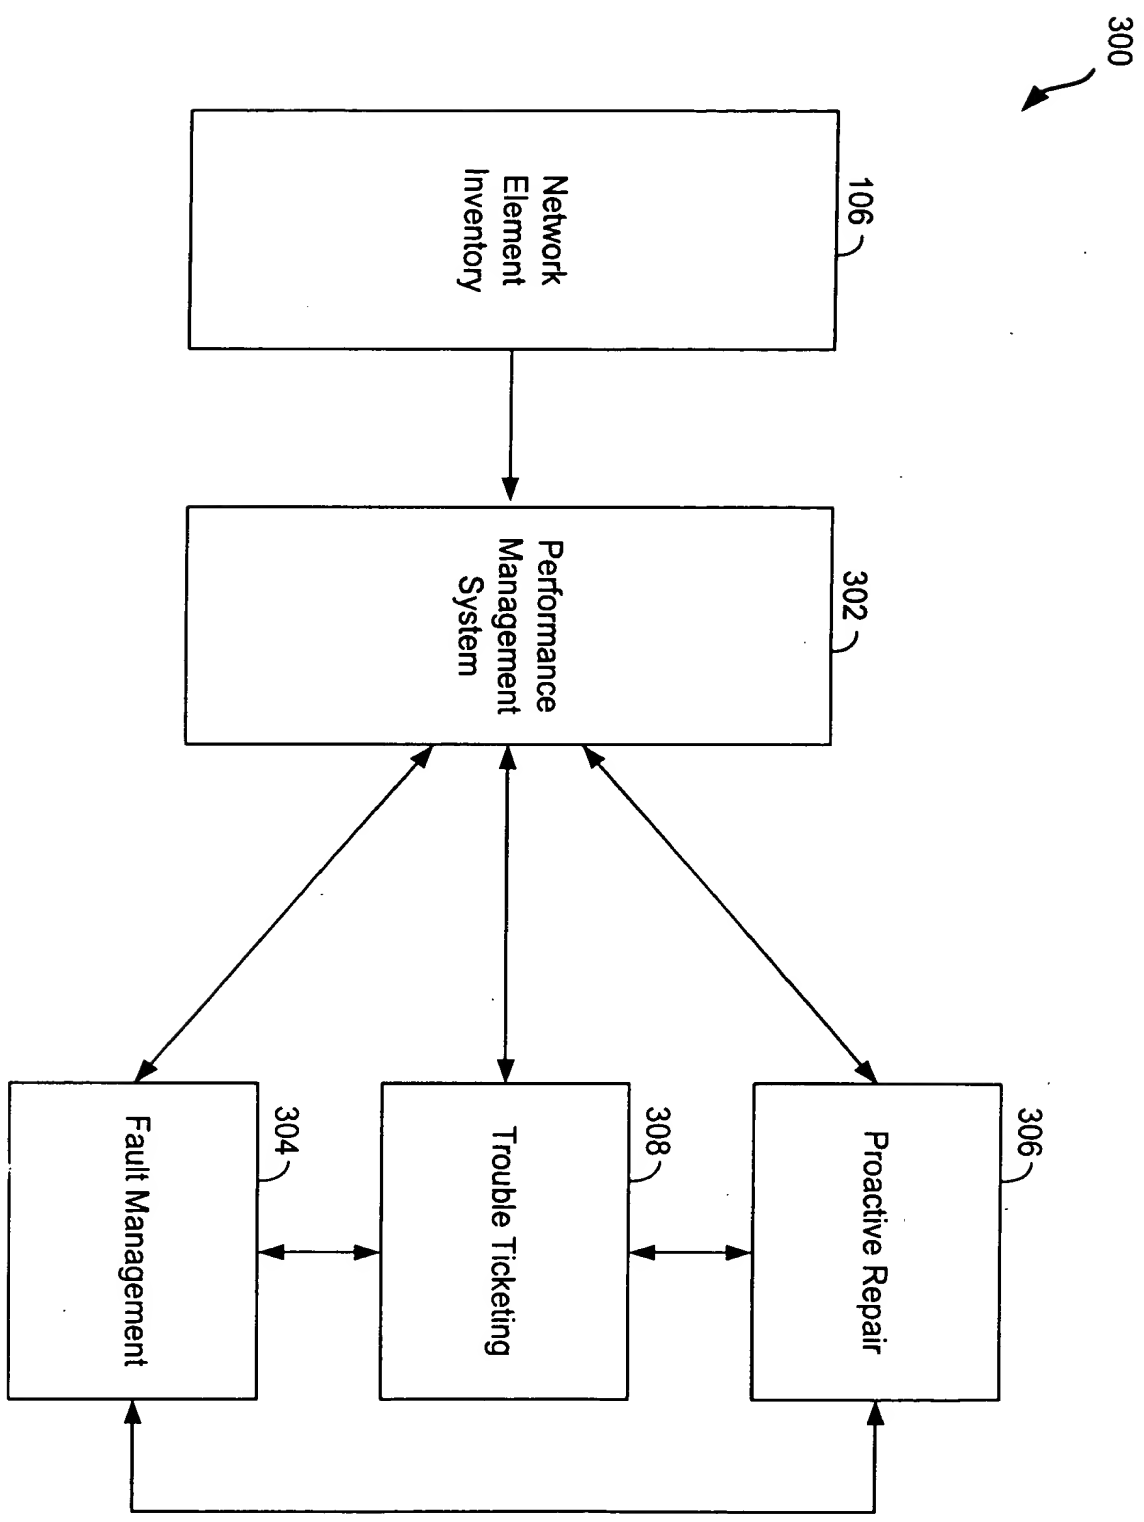 300
106
Network
Element
Inventory
302
Performance
Management
System
306
Proactive Repair
308
Trouble Ticketing
304
Fault Management